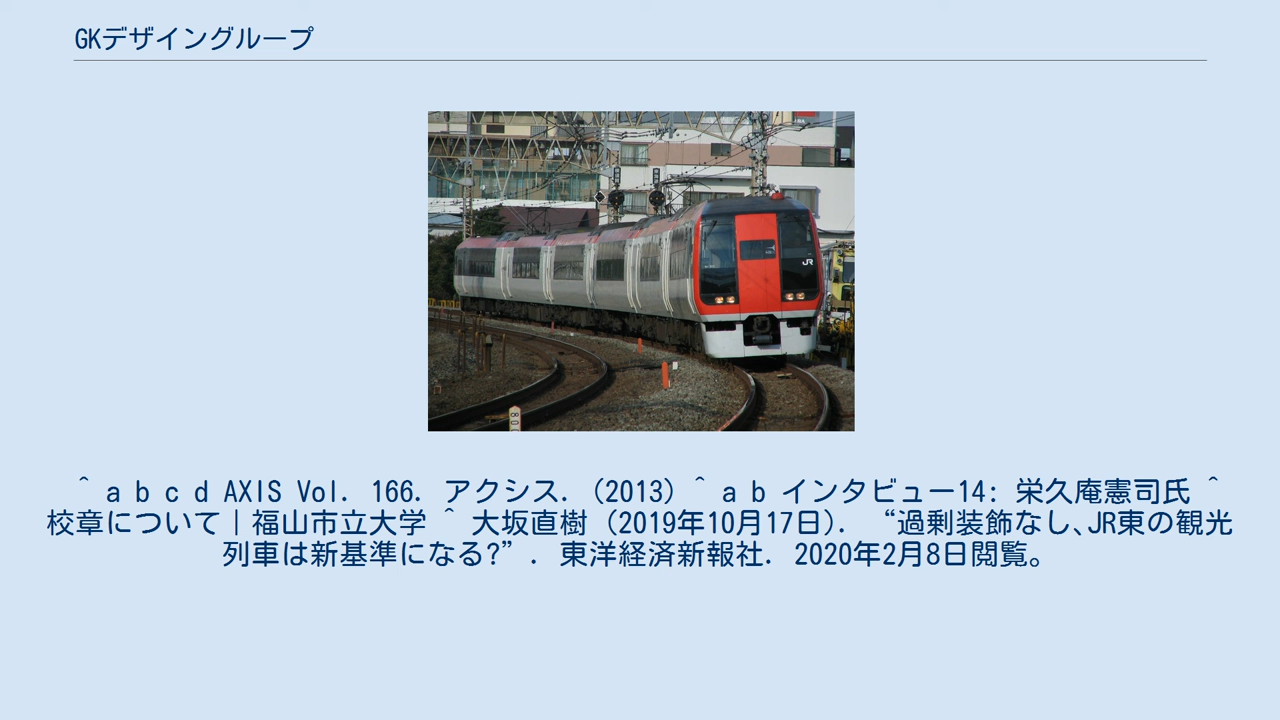 GKデザイングループ
JR
80
^ a b c d AXIS Vol. 166. アクシス. (2013) ^ a b インタビュー14: 栄久庵憲司氏 ^
校章について｜福山市立大学 ^ 大坂直樹 (2019年10月17日). “過剰装飾なし､JR東の観光
列車は新基準になる?”. 東洋経済新報社. 2020年2月8日閲覧。